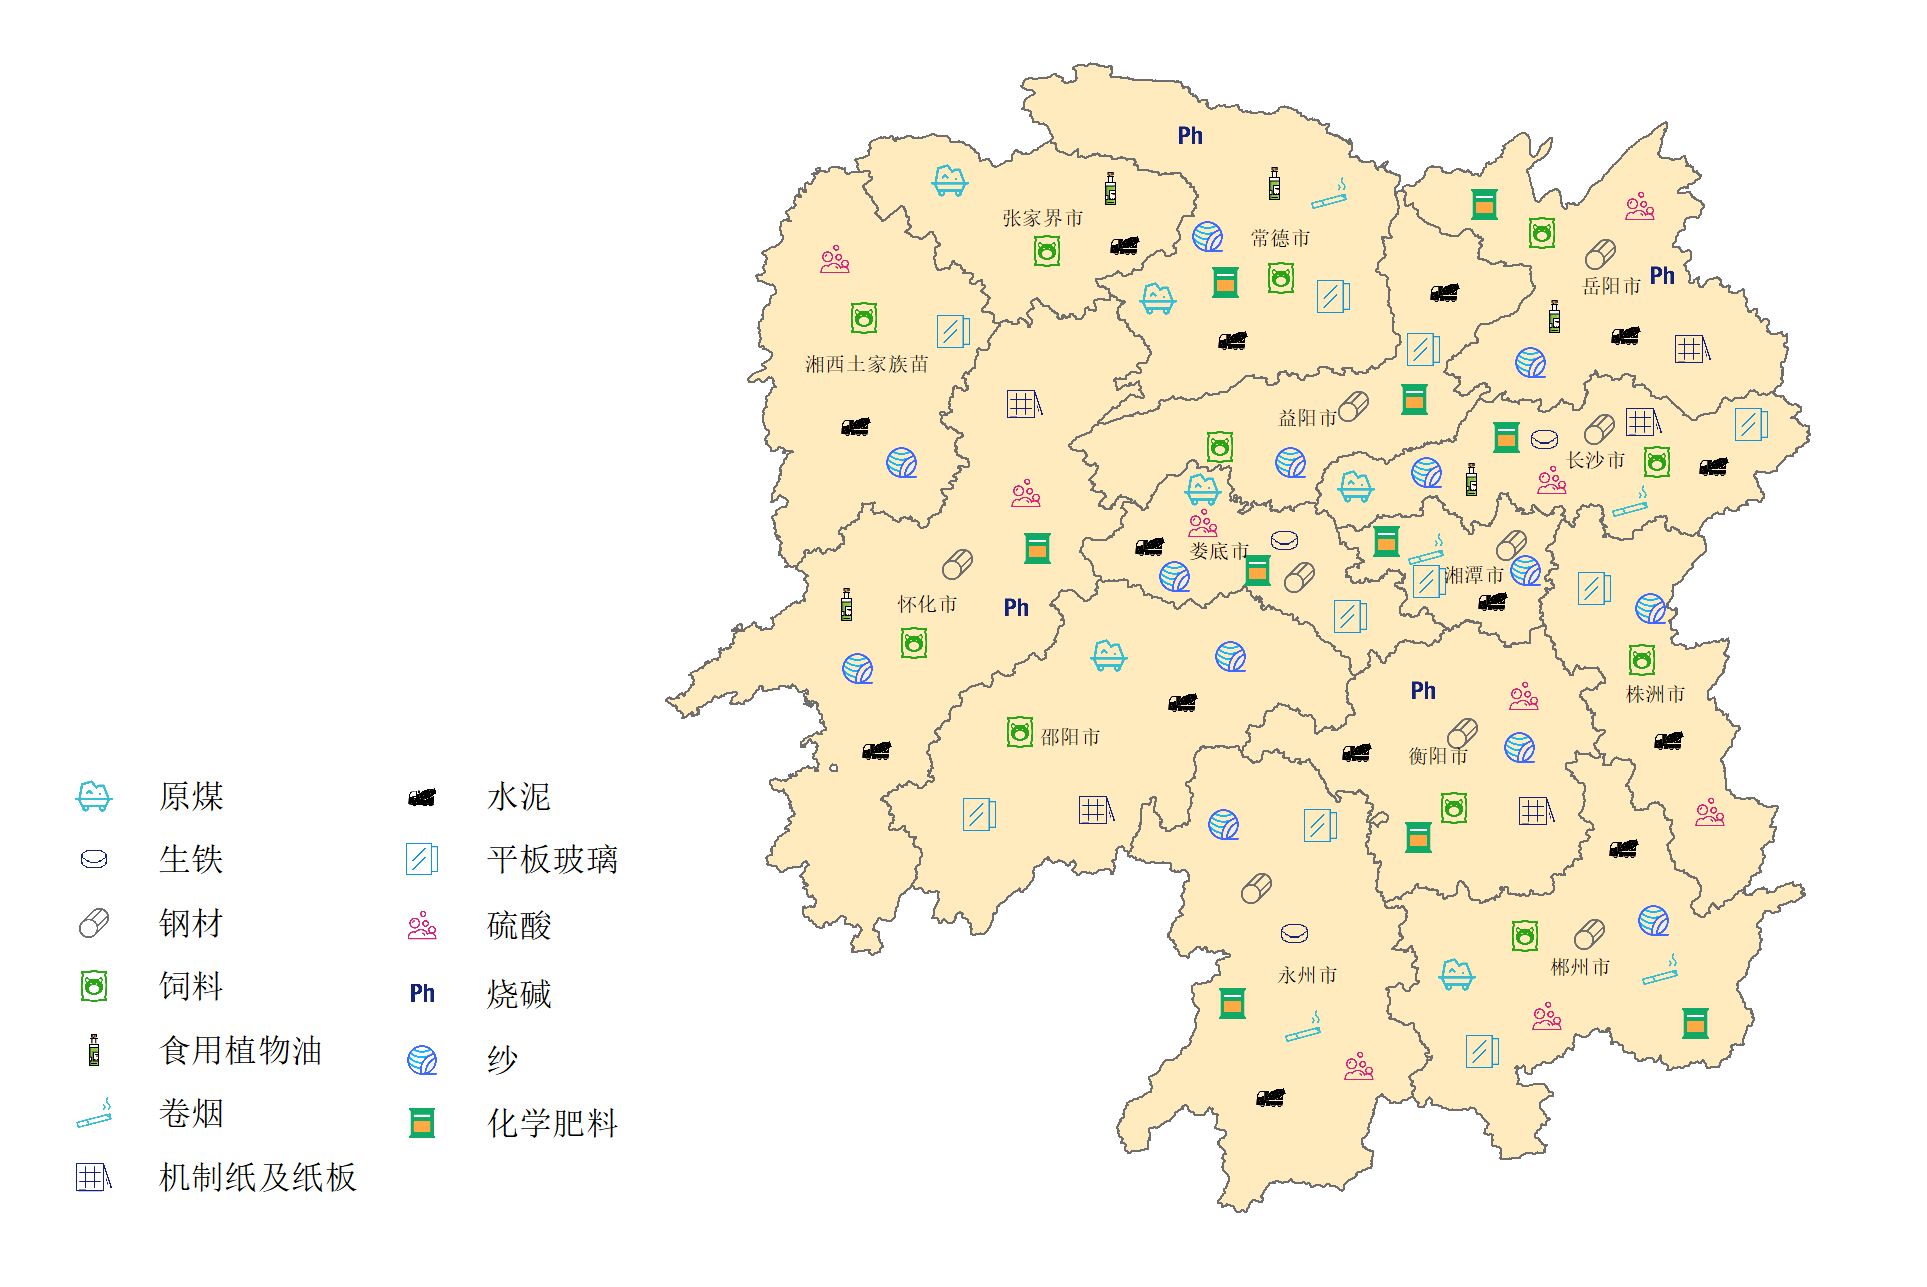 Ph
张家界市
常德市
岳阳市
Ph
湘西土家族苗
益阳市
长沙市
娄底市
湘潭市
怀化市
Ph
Ph
株洲市
邵阳市
衡阳市
郴州市
永州市
原煤
水泥
生铁
平板玻璃
钢材
硫酸
饲料
Ph
烧碱
食用植物油
纱
卷烟
化学肥料
机制纸及纸板